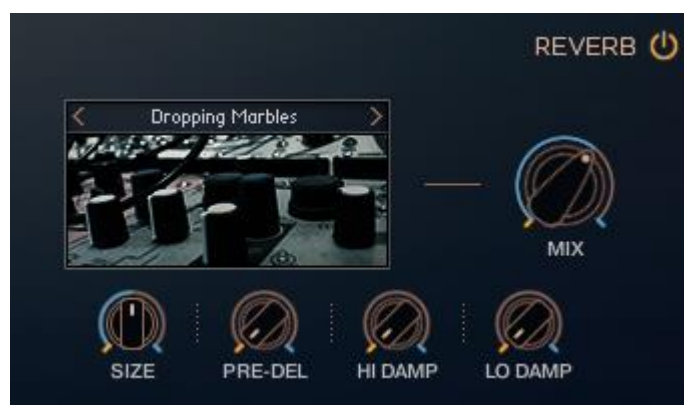 REVERB
Dropping Marbles
MIX
SIZE PRE-DEL HI DAMP LO DAMP